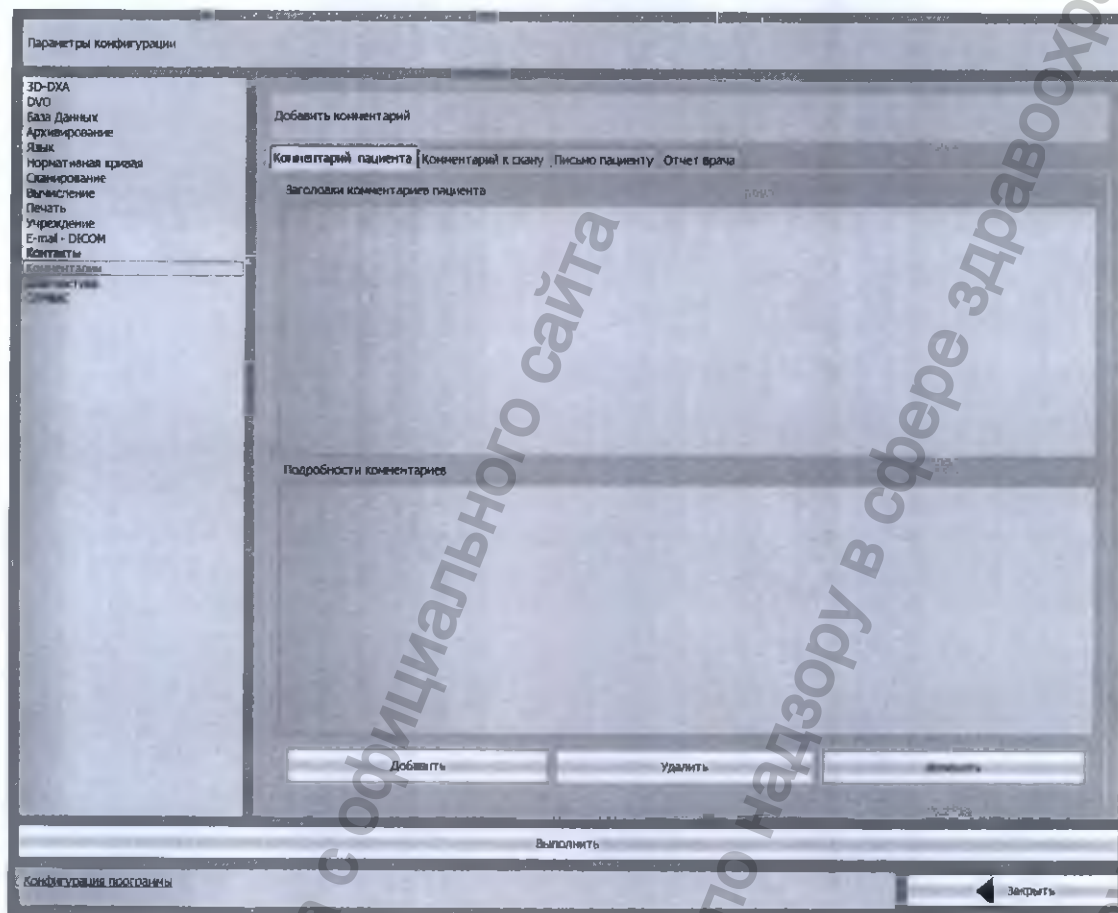 Параметры конфигурации
3D-DXA
DVO
База Данных
Архивирование
Язык
Нормативная кривая
Сканирование
Вычисление
Печать
Учреждение
E-mail - DICOM
Контакты
Комментарии
Добавить комментарий
Комментарий пациента Комментарий к скану Письмо пациенту Отчет врача
Заголовки комментариев пациента
Подробности комментариев
Добавить Удалить
Выполнить
Конфигурация программы Закрыть
с официального сайта
по надзору в сфере здравоохра